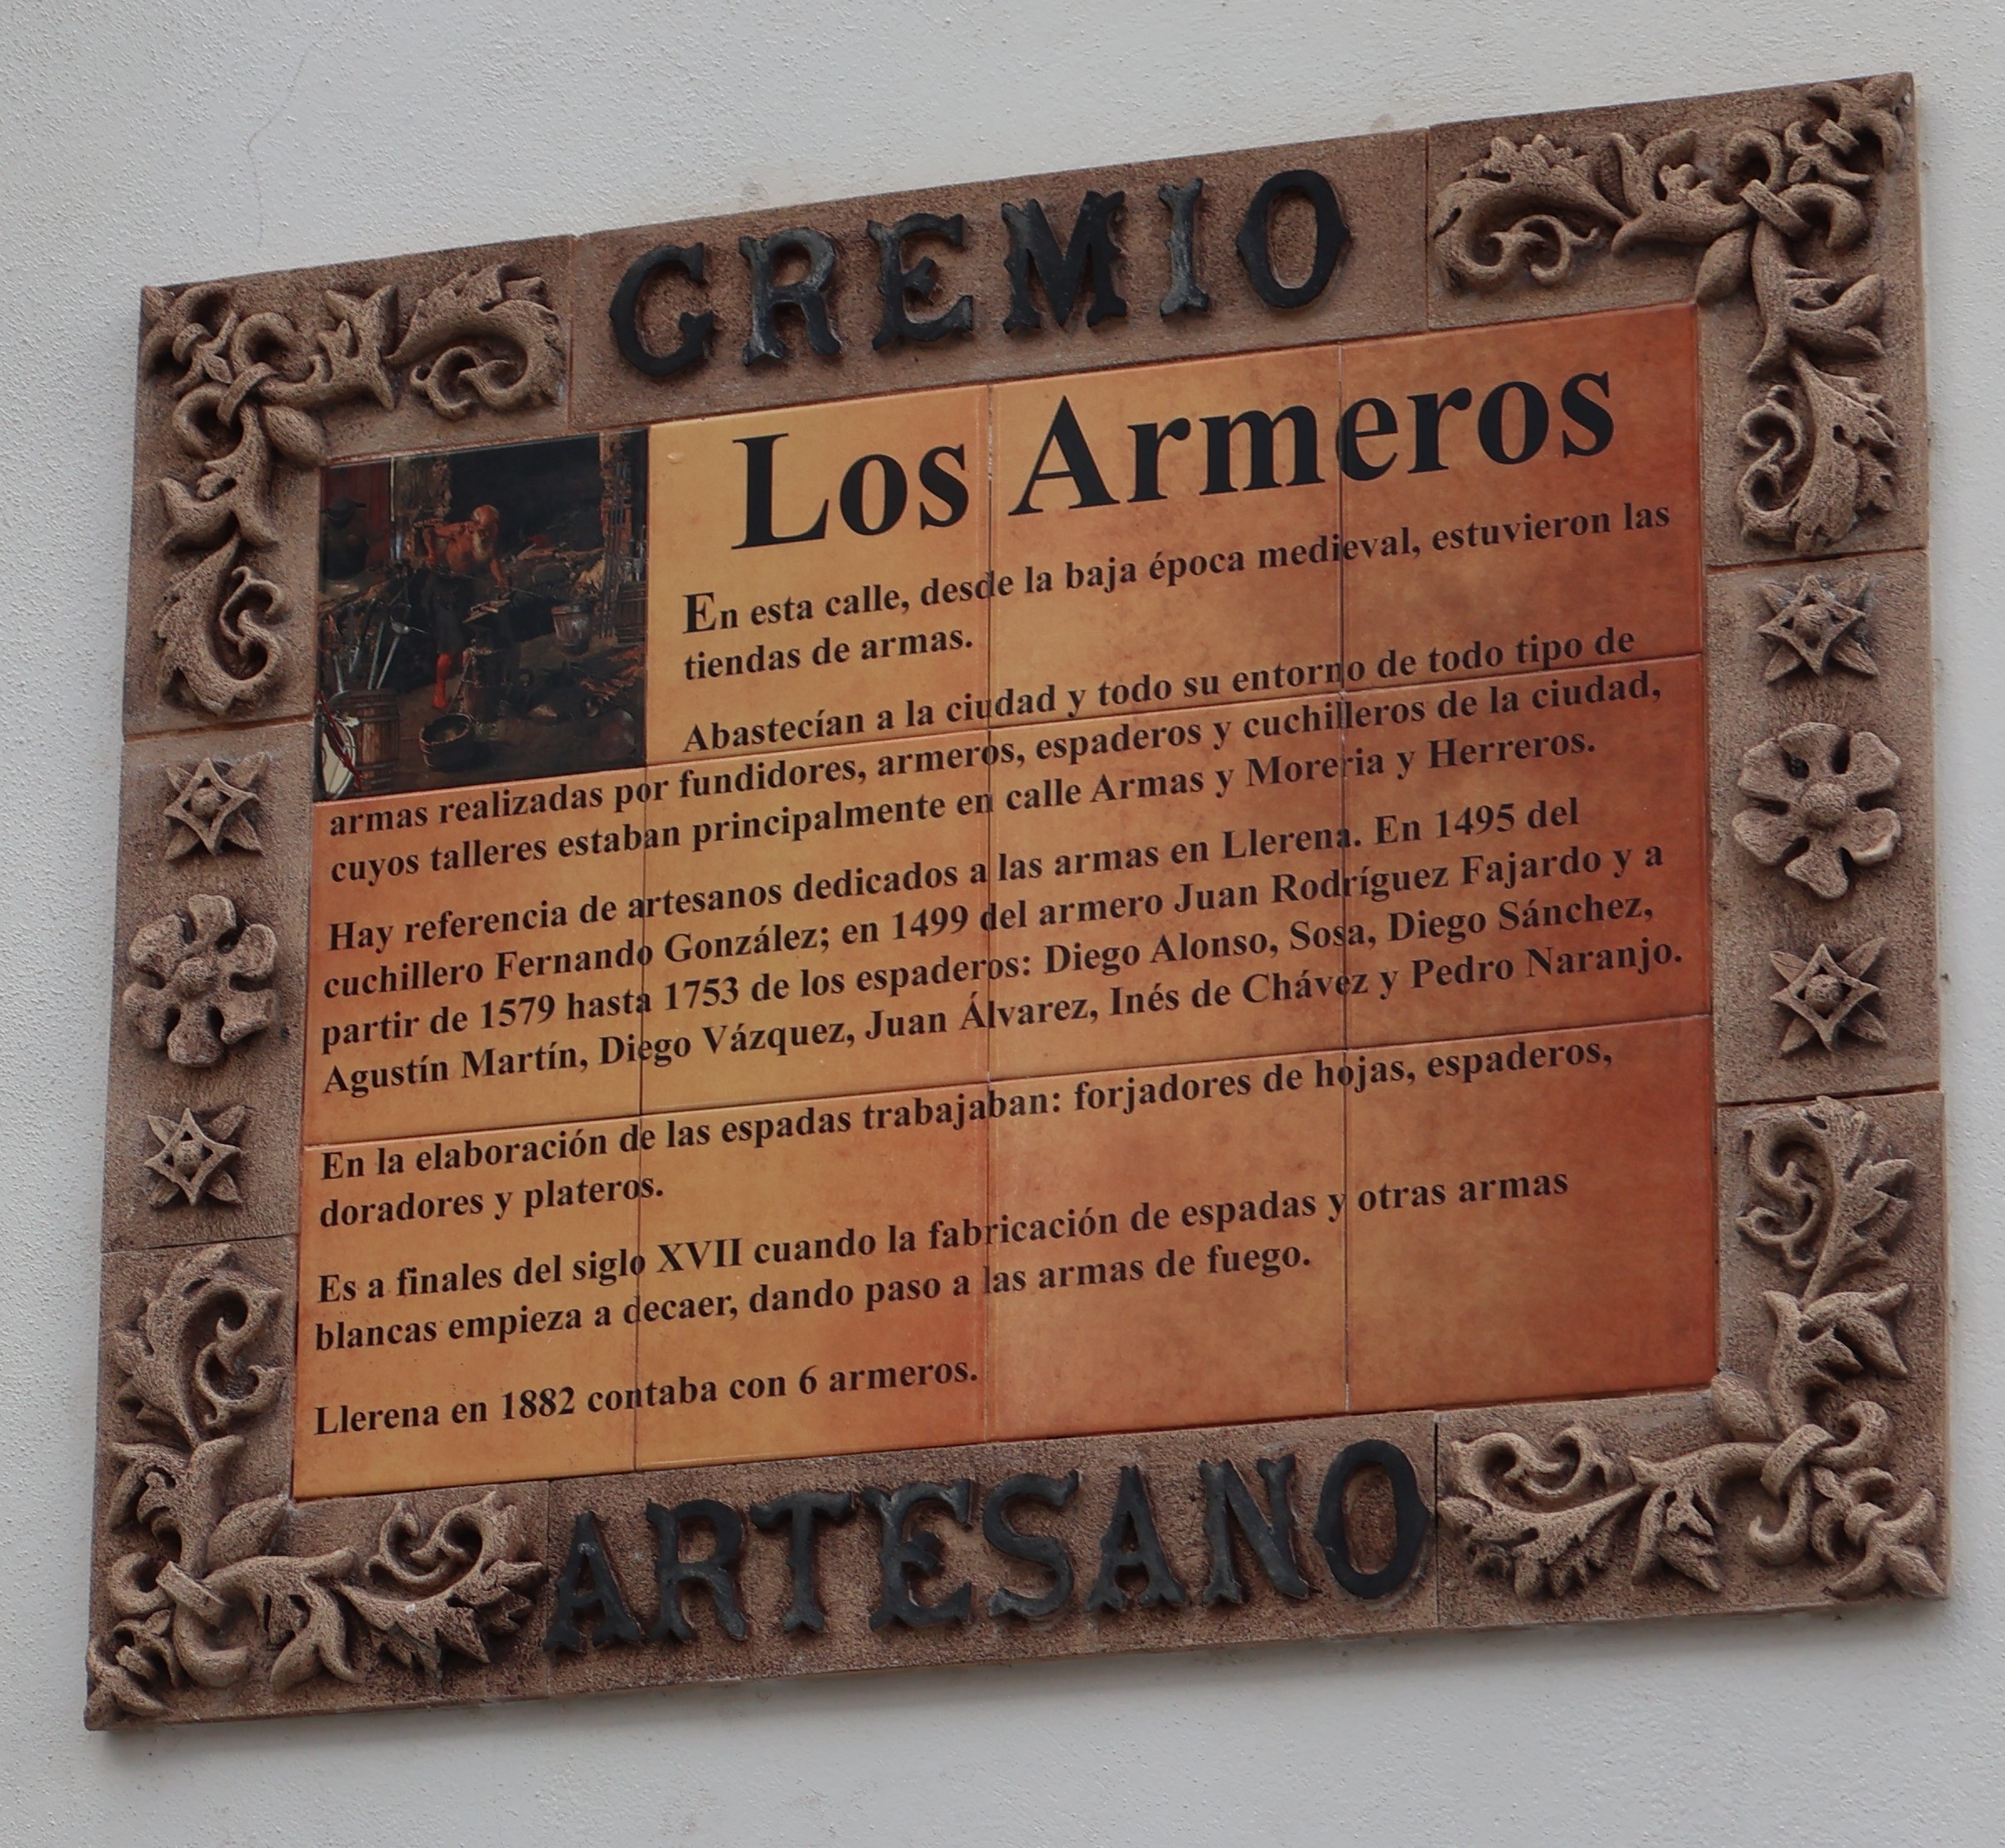 GREMIO
Los Armeros
En esta calle, desde la baja época medieval, estuvieron las
tiendas de armas.
Abastecían a la ciudad y todo su entorno de todo tipo de
armas realizadas por fundidores, armeros, espaderos y cuchilleros de la ciudad,
cuyos talleres estaban principalmente en calle Armas y Moreria y Herreros.
Hay referencia de artesanos dedicados a las armas en Llerena. En 1495 del
cuchillero Fernando González; en 1499 del armero Juan Rodríguez Fajardo y a
partir de 1579 hasta 1753 de los espaderos: Diego Alonso, Sosa, Diego Sánchez,
Agustín Martín, Diego Vázquez, Juan Álvarez, Inés de Chávez y Pedro Naranjo.
En la elaboración de las espadas trabajaban: forjadores de hojas, espaderos,
doradores y plateros.
Es a finales del siglo XVII cuando la fabricación de espadas y otras armas
blancas empieza a decaer, dando paso a las armas de fuego.
Llerena en 1882 contaba con 6 armeros.
ARTESANO